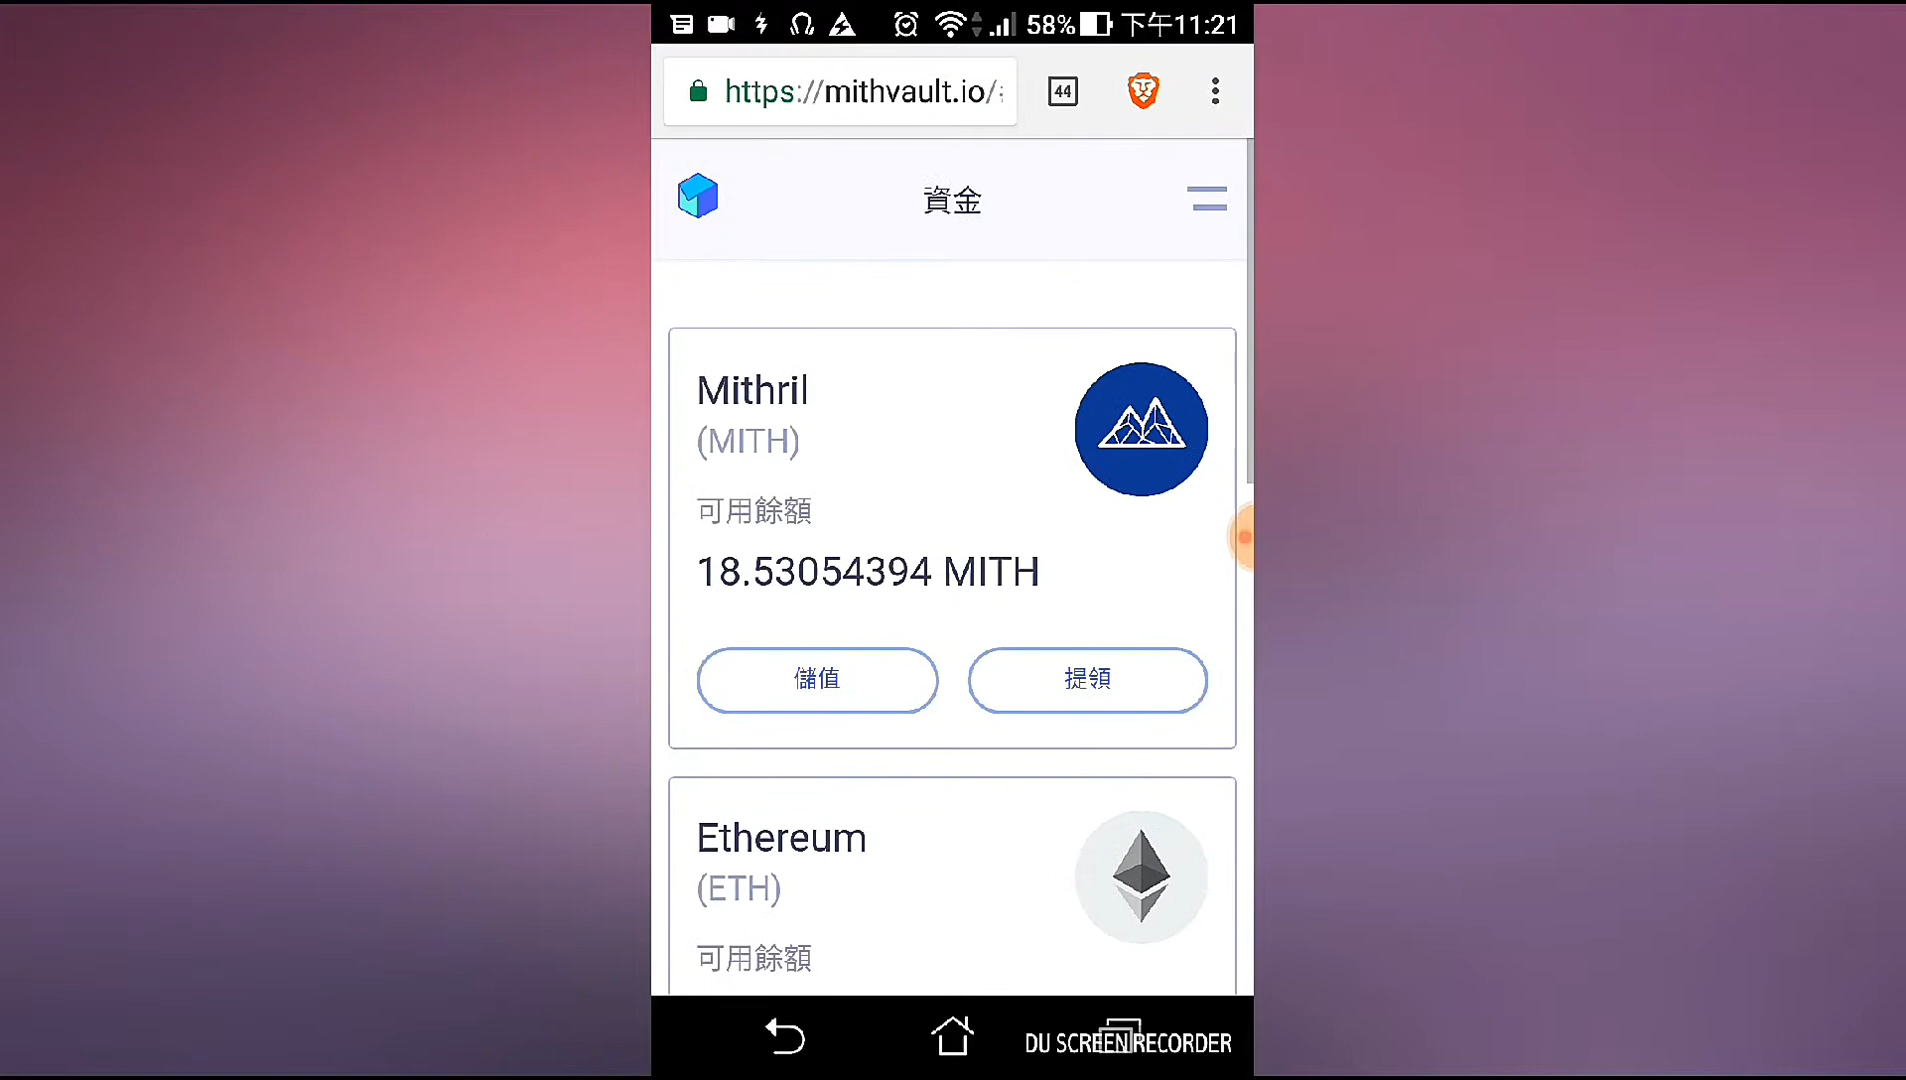 58% 下午11:21
https://mithvault.io/
44
資金
Mithril
(MITH)
可用餘額
18.53054394 MITH
儲值 提領
Ethereum
(ETH)
可用餘額
DU SCREEN RECORDER